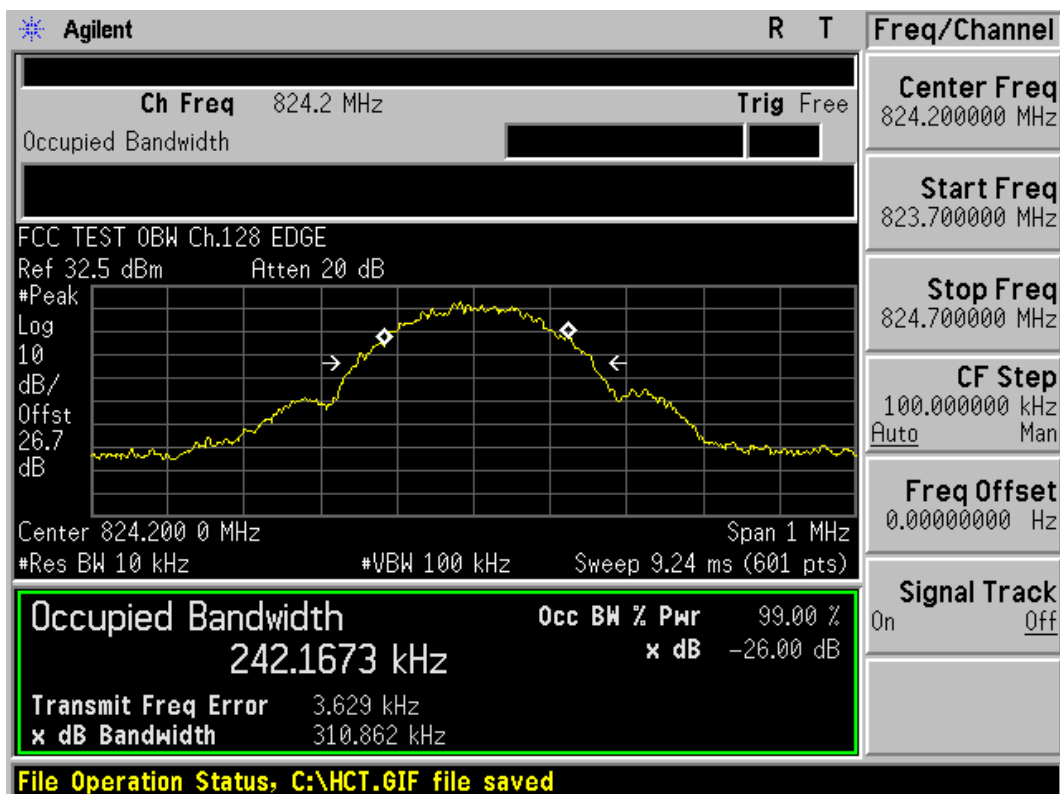 Agilent R T
Freq/Channel
Ch Freq 824.2 MHz Trig Free
Occupied Bandwidth
Center Freq
824.200000 MHz
Start Freq
823.700000 MHz
Stop Freq
824.700000 MHz
CF Step
100.000000 kHz
Auto Man
Freq Offset
0.00000000 Hz
Signal Track
On Off
FCC TEST OBW Ch.128 EDGE
Ref 32.5 dBm Atten 20 dB
#Peak
Log
10
dB/
Offst
26.7
dB
Center 824.200 0 MHz Span 1 MHz
#Res BW 10 kHz #VBW 100 kHz Sweep 9.24 ms (601 pts)
Occupied Bandwidth Occ BW % Pwr 99.00 %
242.1673 kHz x dB -26.00 dB
Transmit Freq Error 3.629 kHz
x dB Bandwidth 310.862 kHz
File Operation Status, C:\HCT.GIF file saved